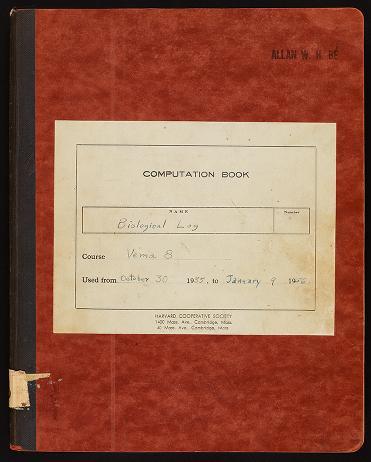 ALLAN W. H. BÉ
COMPUTATION BOOK
NAME
Number
Biological Log
Course Vema 8
Used from October 30 1955, to January 9 1956
HARVARD COOPERATIVE SOCIETY
1400 Mass. Ave., Cambridge, Mass.
40 Mass. Ave., Cambridge, Mass.